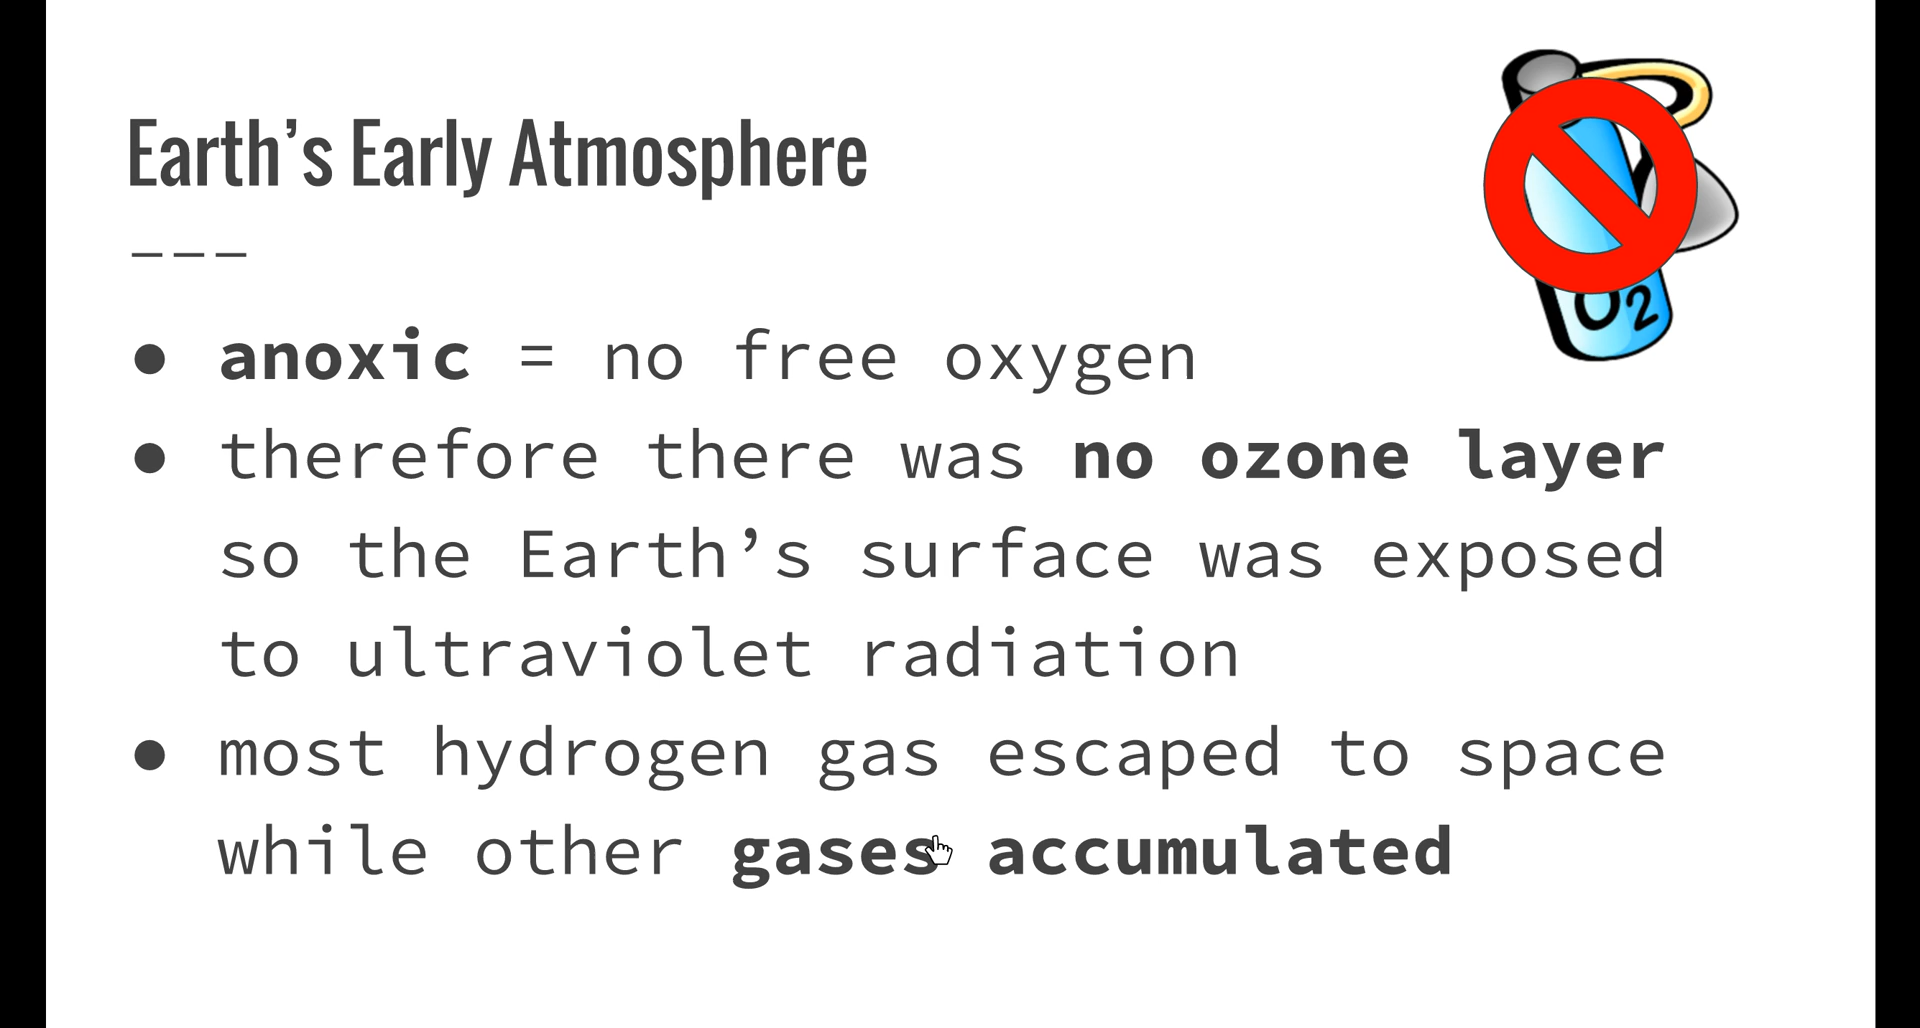 Earth’s Early Atmosphere
● anoxic = no free oxygen
● therefore there was no ozone layer
so the Earth’s surface was exposed
to ultraviolet radiation
● most hydrogen gas escaped to space
while other gases accumulated
O2